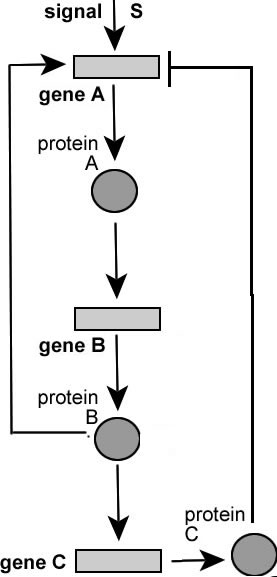 signal S
gene A
protein
A
gene B
protein
B
protein
C
gene C